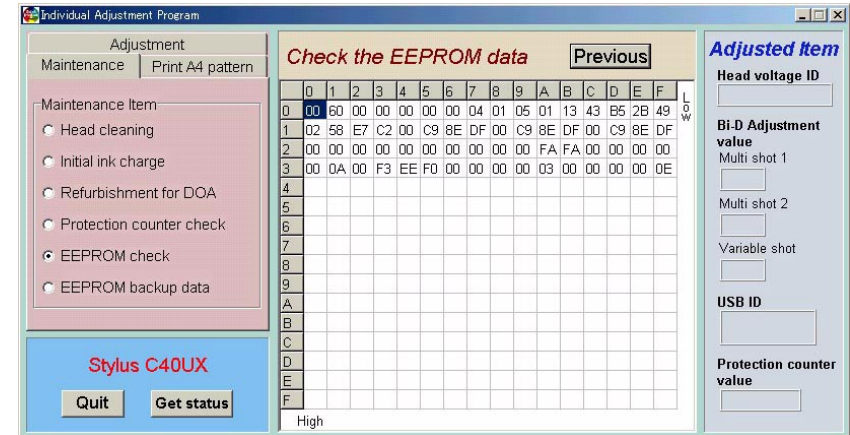 Individual Adjustment Program
Adjustment
Maintenance Print A4 pattern
Maintenance Item
Head cleaning
Initial ink charge
Refurbishment for DOA
Protection counter check
EEPROM check
EEPROM backup data
Stylus C40UX
Quit Get status
Check the EEPROM data Previous
0 1 2 3 4 5 6 7 8 9 A B C D E F
0 00 60 00 00 00 00 00 04 01 05 01 13 43 B5 2B 49
1 02 58 E7 C2 00 C9 8E DF 00 C9 8E DF 00 C9 8E DF
2 00 00 00 00 00 00 00 00 00 00 FA FA 00 00 00 00
3 00 0A 00 F3 EE F0 00 00 00 00 03 00 00 00 00 0E
4
5
6
7
8
9
A
B
C
D
E
F
Low
High
Adjusted Item
Head voltage ID
Bi-D Adjustment
value
Multi shot 1
Multi shot 2
Variable shot
USB ID
Protection counter
value